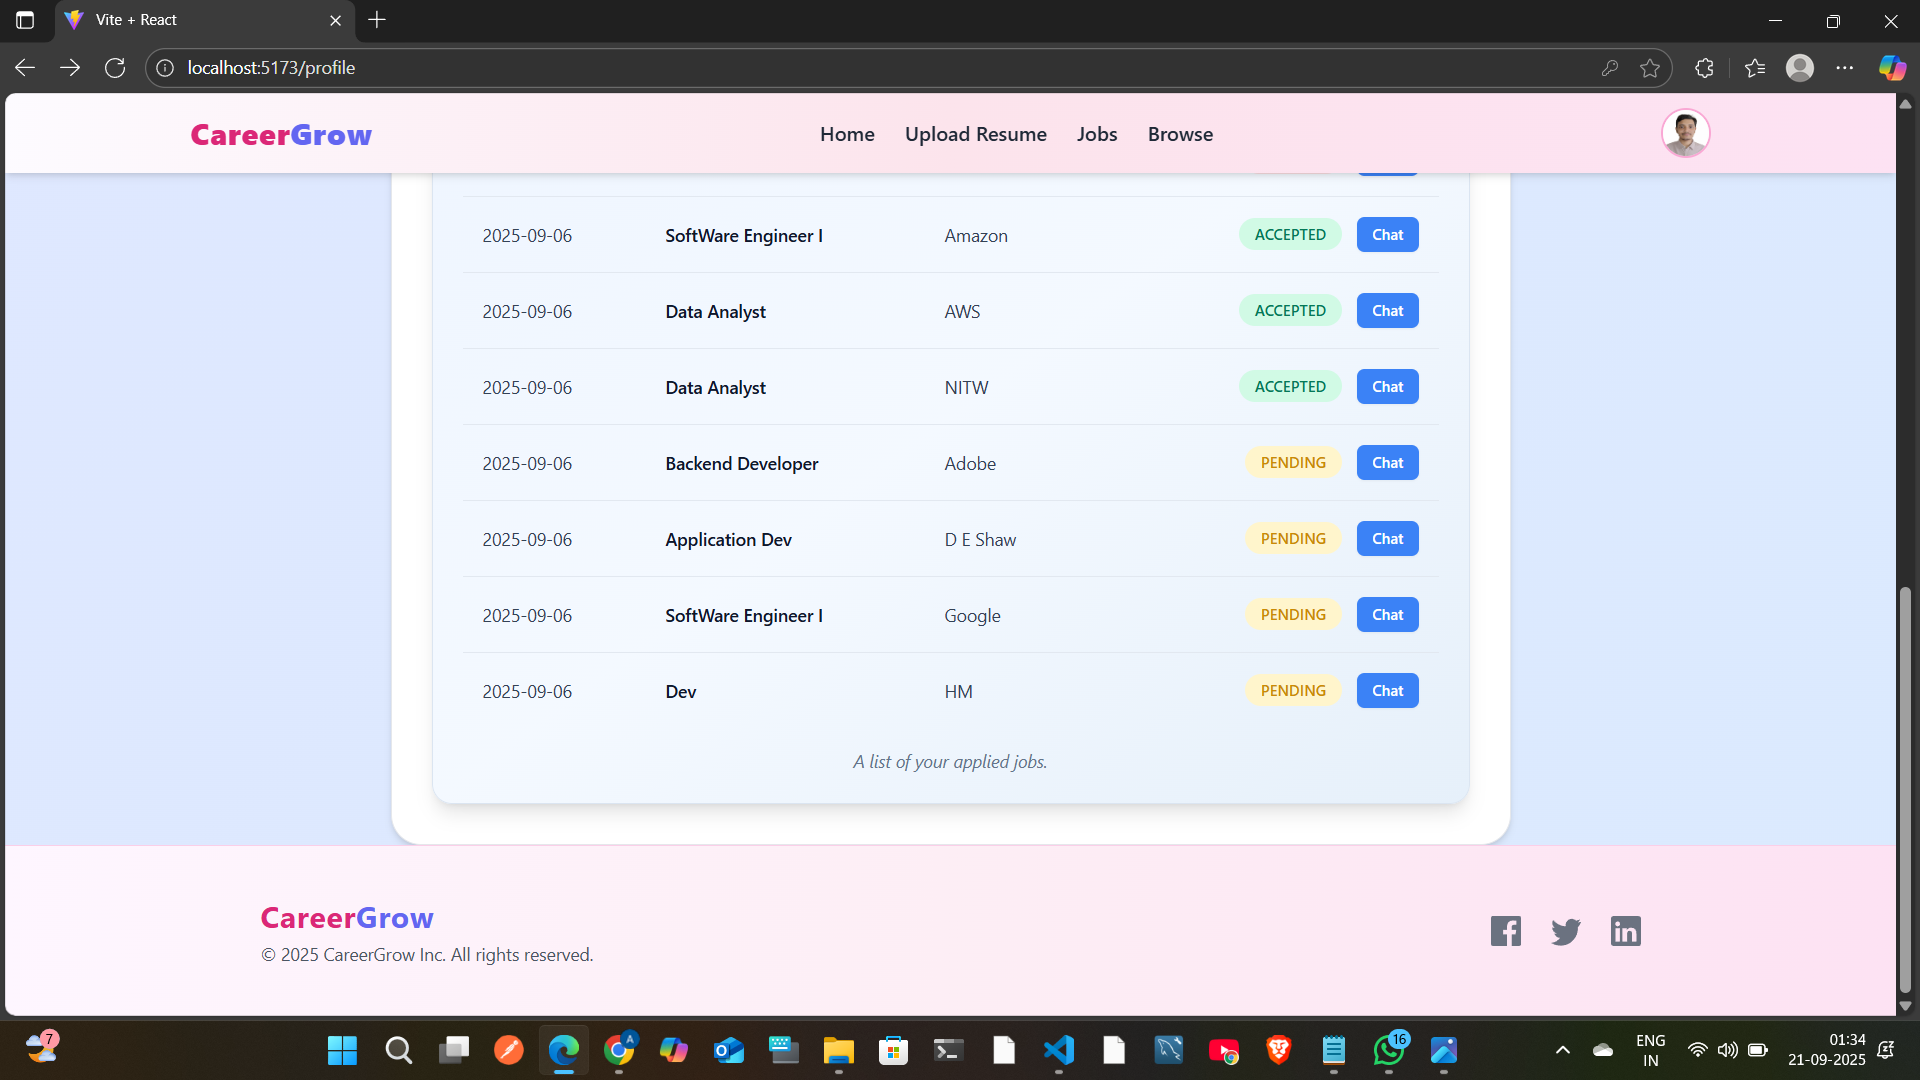 Vite + React
localhost:5173/profile
CareerGrow
Home Upload Resume Jobs Browse
2025-09-06 SoftWare Engineer I Amazon ACCEPTED Chat
2025-09-06 Data Analyst AWS ACCEPTED Chat
2025-09-06 Data Analyst NITW ACCEPTED Chat
2025-09-06 Backend Developer Adobe PENDING Chat
2025-09-06 Application Dev D E Shaw PENDING Chat
2025-09-06 SoftWare Engineer I Google PENDING Chat
2025-09-06 Dev HM PENDING Chat
A list of your applied jobs.
CareerGrow
© 2025 CareerGrow Inc. All rights reserved.
7
A
16
ENG
IN
01:34
21-09-2025